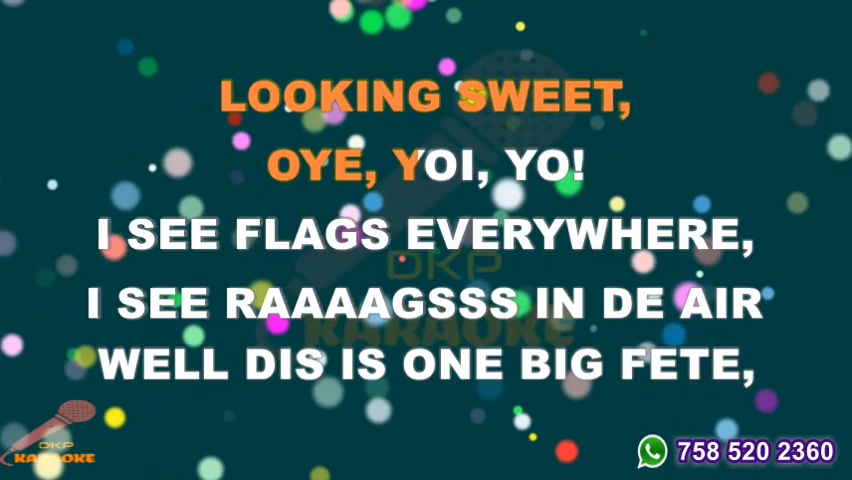 LOOKING SWEET,
OYE, YOI, YO!
I SEE FLAGS EVERYWHERE,
I SEE RAAAAGSSS IN DE AIR
WELL DIS IS ONE BIG FETE,
DKP
KARAOKE
DKP
KARAOKE
758 520 2360